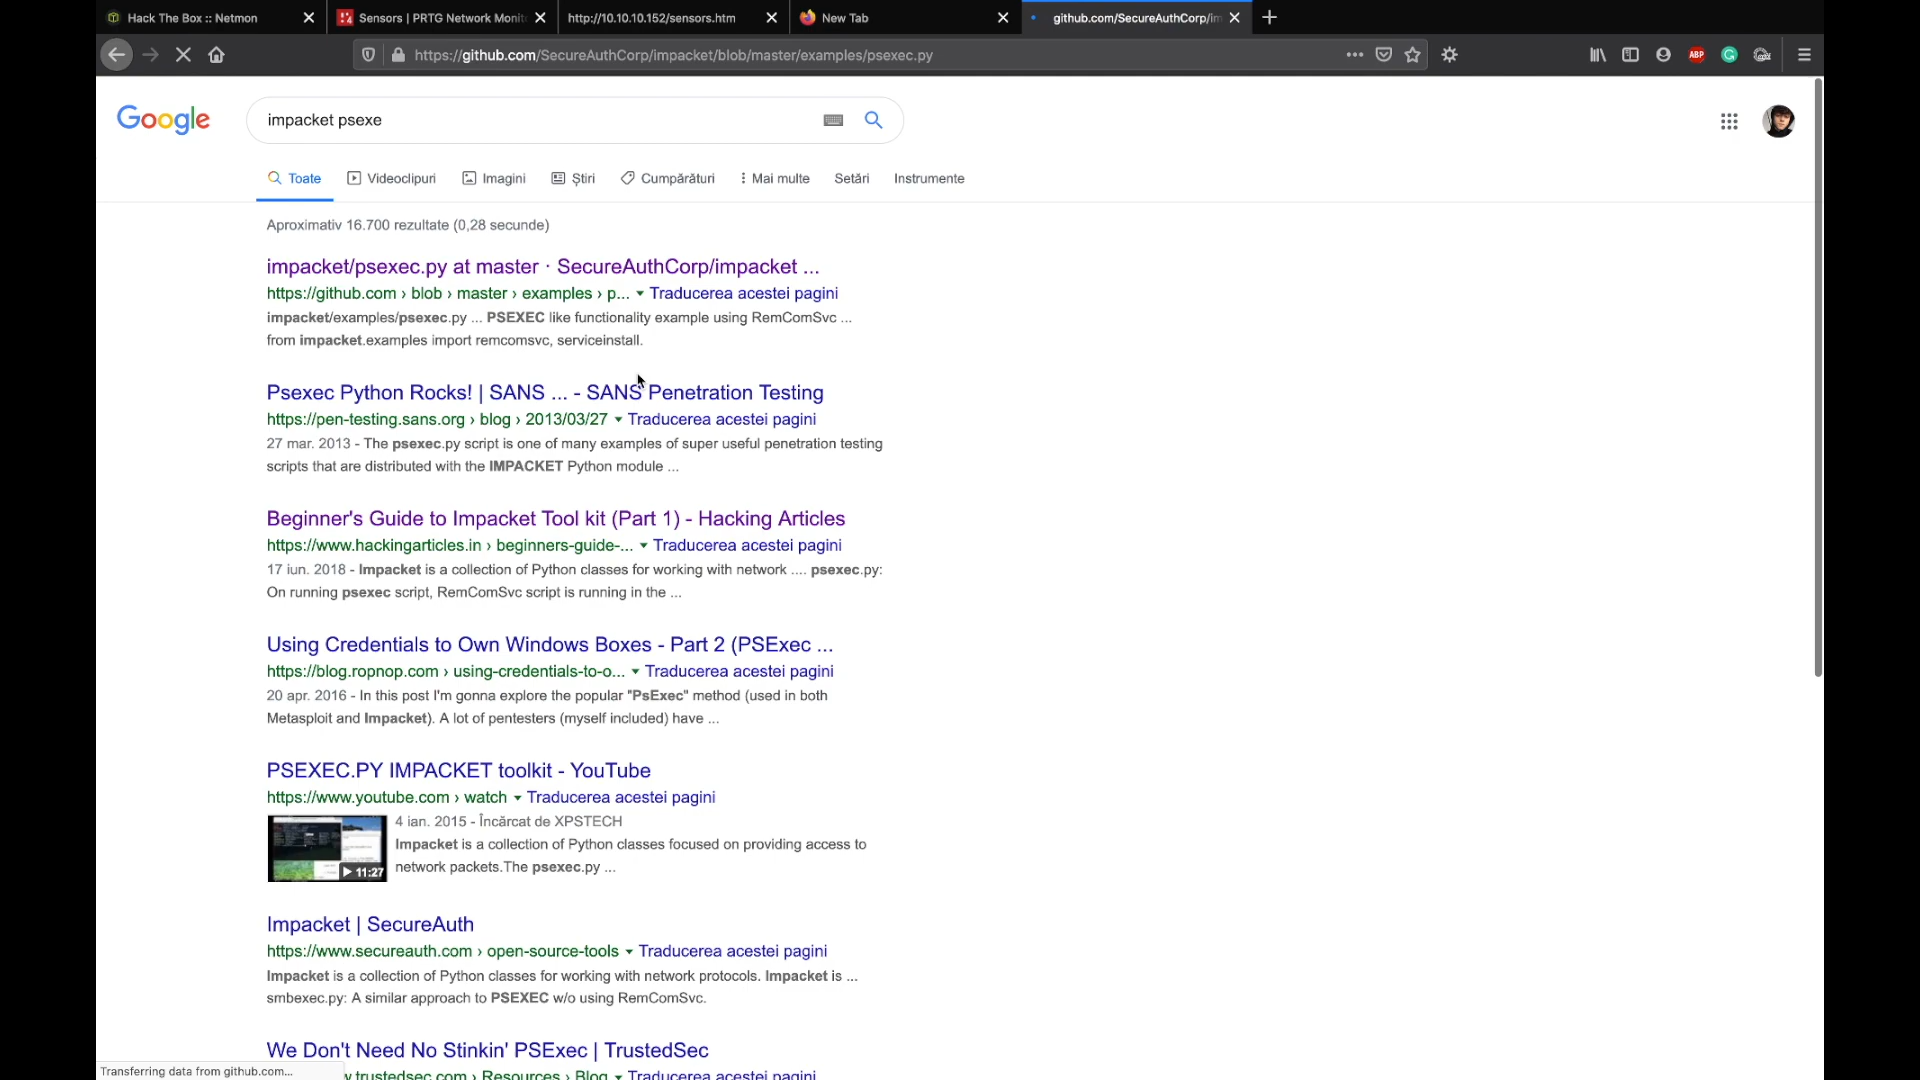 Hack The Box :: Netmon
Sensors | PRTG Network Monit
http://10.10.10.152/sensors.htm
New Tab
github.com/SecureAuthCorp/im
https://github.com/SecureAuthCorp/impacket/blob/master/examples/psexec.py
ABP
Google
impacket psexe
Toate
Videoclipuri
Imagini
Știri
Cumpărături
Mai multe
Setări
Instrumente
Aproximativ 16.700 rezultate (0,28 secunde)
impacket/psexec.py at master · SecureAuthCorp/impacket ...
https://github.com › blob › master › examples › p... Traducerea acestei pagini
impacket/examples/psexec.py ... PSEXEC like functionality example using RemComSvc ...
from impacket.examples import remcomsvc, serviceinstall.
Psexec Python Rocks! | SANS ... - SANS Penetration Testing
https://pen-testing.sans.org › blog › 2013/03/27 Traducerea acestei pagini
27 mar. 2013 - The psexec.py script is one of many examples of super useful penetration testing
scripts that are distributed with the IMPACKET Python module ...
Beginner's Guide to Impacket Tool kit (Part 1) - Hacking Articles
https://www.hackingarticles.in › beginners-guide-... Traducerea acestei pagini
17 iun. 2018 - Impacket is a collection of Python classes for working with network .... psexec.py:
On running psexec script, RemComSvc script is running in the ...
Using Credentials to Own Windows Boxes - Part 2 (PSExec ...
https://blog.ropnop.com › using-credentials-to-o... Traducerea acestei pagini
20 apr. 2016 - In this post I'm gonna explore the popular "PsExec" method (used in both
Metasploit and Impacket). A lot of pentesters (myself included) have ...
PSEXEC.PY IMPACKET toolkit - YouTube
https://www.youtube.com › watch Traducerea acestei pagini
4 ian. 2015 - Încărcat de XPSTECH
Impacket is a collection of Python classes focused on providing access to
network packets.The psexec.py ...
11:27
Impacket | SecureAuth
https://www.secureauth.com › open-source-tools Traducerea acestei pagini
Impacket is a collection of Python classes for working with network protocols. Impacket is ...
smbexec.py: A similar approach to PSEXEC w/o using RemComSvc.
We Don't Need No Stinkin' PSExec | TrustedSec
Transferring data from github.com...
w.trustedsec.com › Resources › Blog Traducerea acestei pagini